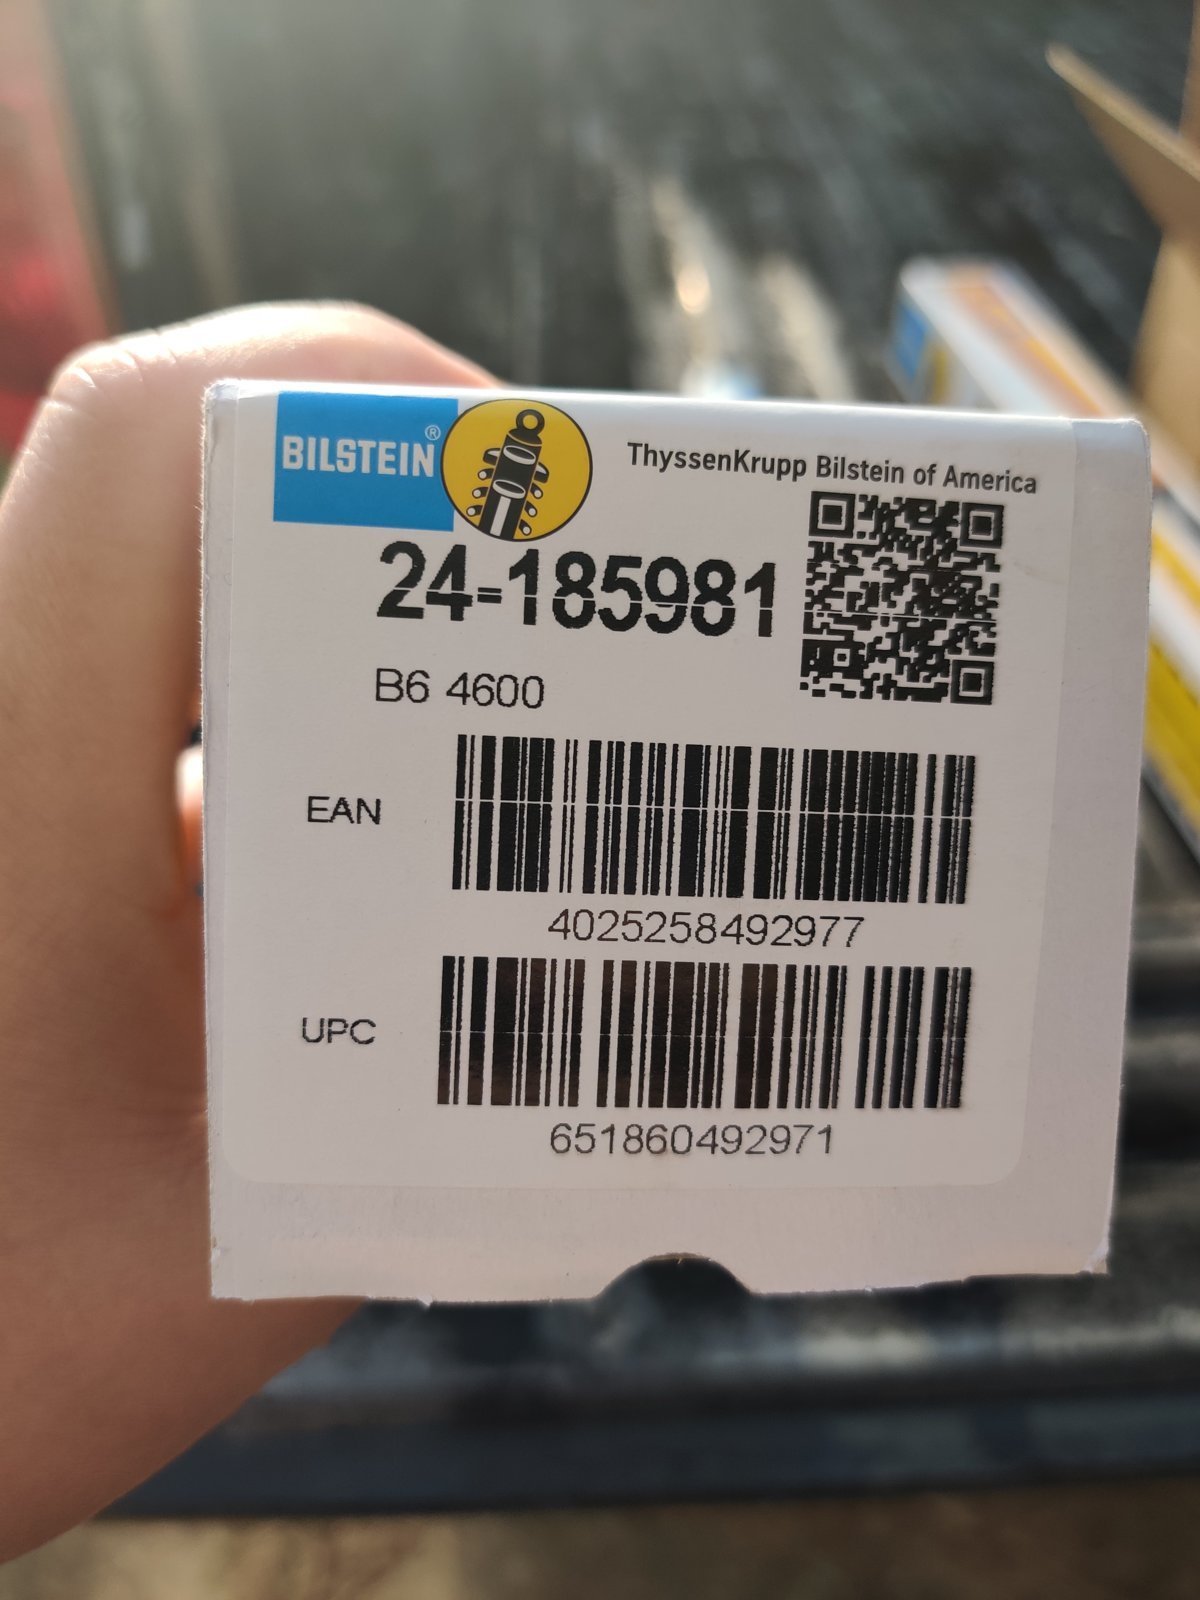 BILSTEIN®
ThyssenKrupp Bilstein of America
24-185981
B6 4600
EAN
4025258492977
UPC
651860492971